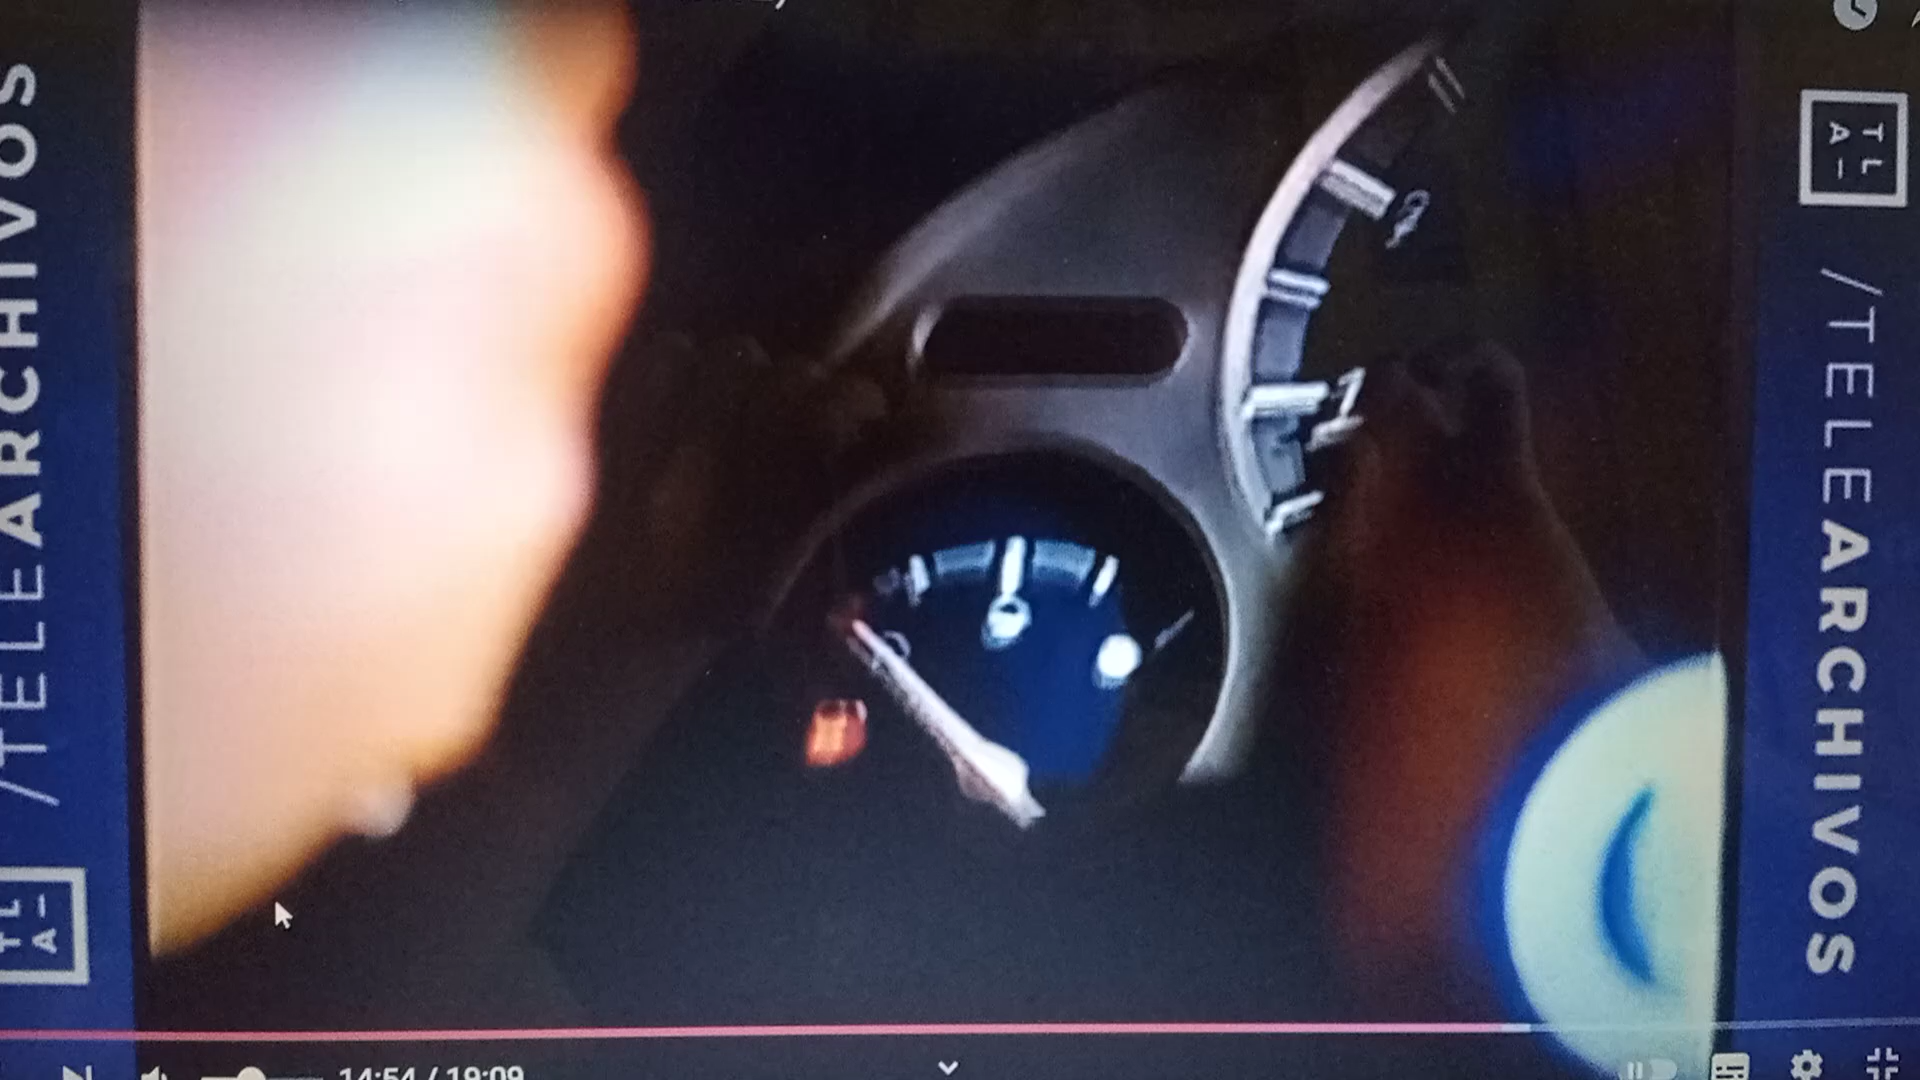 /TELEARCHIVOS
TL
A–
TL
A–
/TELEARCHIVOS
14:54 / 19:09